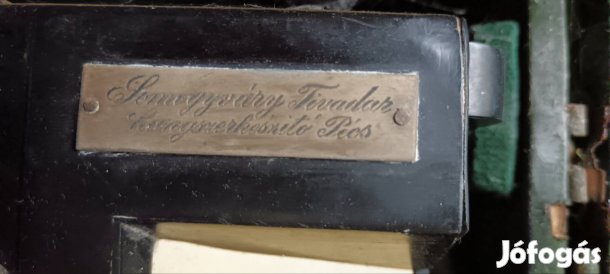 Somogyváry Tivadar
hangszerkészítő Pécs
Jófogás